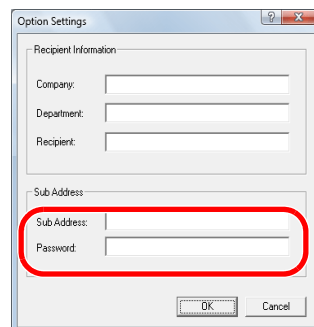 Option Settings
Recipient Information
Company:
Department:
Recipient:
Sub Address
Sub Address:
Password:
OK Cancel